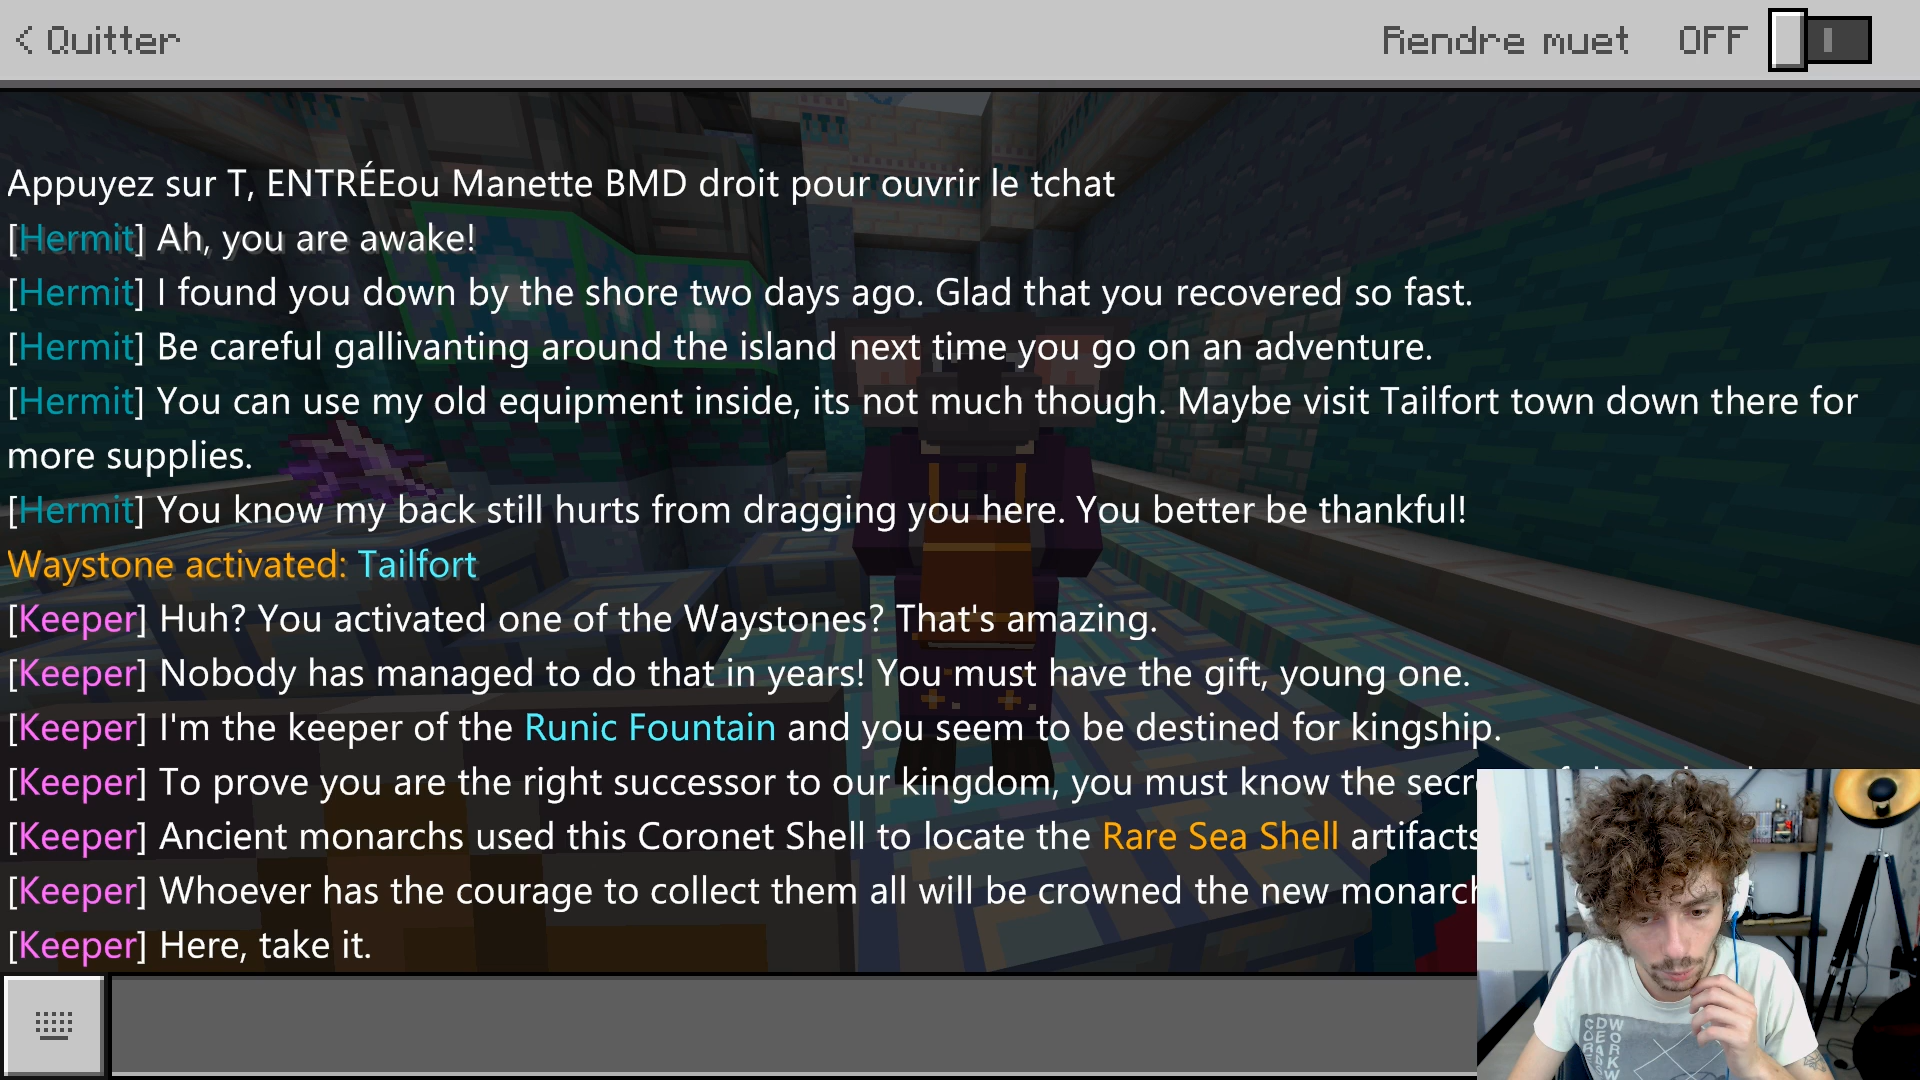 < Quitter
Rendre muet OFF
Appuyez sur T, ENTRÉEou Manette BMD droit pour ouvrir le tchat
[Hermit] Ah, you are awake!
[Hermit] I found you down by the shore two days ago. Glad that you recovered so fast.
[Hermit] Be careful gallivanting around the island next time you go on an adventure.
[Hermit] You can use my old equipment inside, its not much though. Maybe visit Tailfort town down there for
more supplies.
[Hermit] You know my back still hurts from dragging you here. You better be thankful!
Waystone activated: Tailfort
[Keeper] Huh? You activated one of the Waystones? That's amazing.
[Keeper] Nobody has managed to do that in years! You must have the gift, young one.
[Keeper] I'm the keeper of the Runic Fountain and you seem to be destined for kingship.
[Keeper] To prove you are the right successor to our kingdom, you must know the
[Keeper] Ancient monarchs used this Coronet Shell to locate the Rare Sea Shell artifacts
[Keeper] Whoever has the courage to collect them all will be crowned the new monarch
[Keeper] Here, take it.